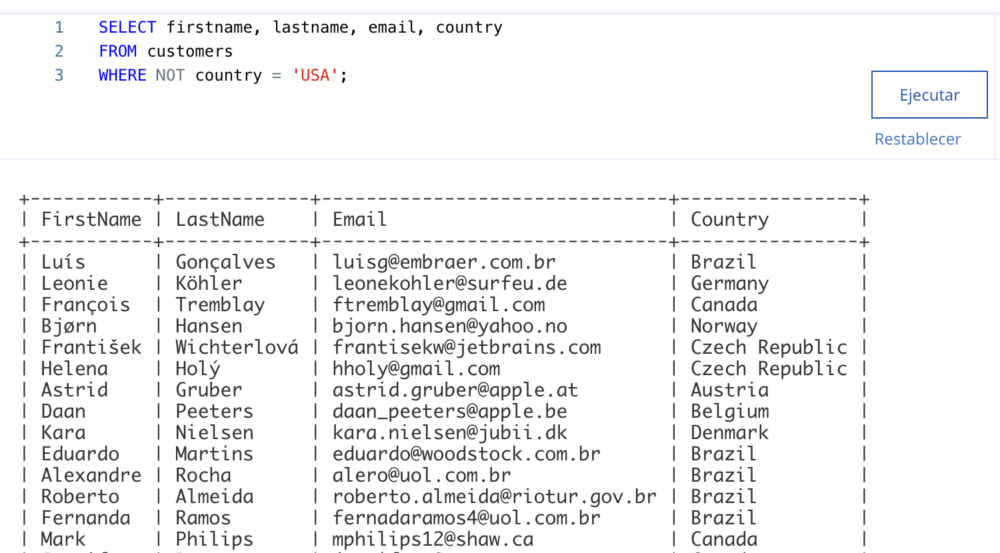 1 SELECT firstname, lastname, email, country
2 FROM customers
3 WHERE NOT country = 'USA';
Ejecutar
Restablecer
+-----------+-------------+-------------------------------+----------------+
| FirstName | LastName    | Email                         | Country        |
+-----------+-------------+-------------------------------+----------------+
| Luís      | Gonçalves   | luisg@embraer.com.br          | Brazil         |
| Leonie    | Köhler      | leonekohler@surfeu.de         | Germany        |
| François  | Tremblay    | ftremblay@gmail.com           | Canada         |
| Bjørn     | Hansen      | bjorn.hansen@yahoo.no         | Norway         |
| František | Wichterlová | frantisekw@jetbrains.com      | Czech Republic |
| Helena    | Holý        | hholy@gmail.com               | Czech Republic |
| Astrid    | Gruber      | astrid.gruber@apple.at        | Austria        |
| Daan      | Peeters     | daan_peeters@apple.be         | Belgium        |
| Kara      | Nielsen     | kara.nielsen@jubii.dk         | Denmark        |
| Eduardo   | Martins     | eduardo@woodstock.com.br      | Brazil         |
| Alexandre | Rocha       | alero@uol.com.br              | Brazil         |
| Roberto   | Almeida     | roberto.almeida@riotur.gov.br | Brazil         |
| Fernanda  | Ramos       | fernadaramos4@uol.com.br      | Brazil         |
| Mark      | Philips     | mphilips12@shaw.ca            | Canada         |